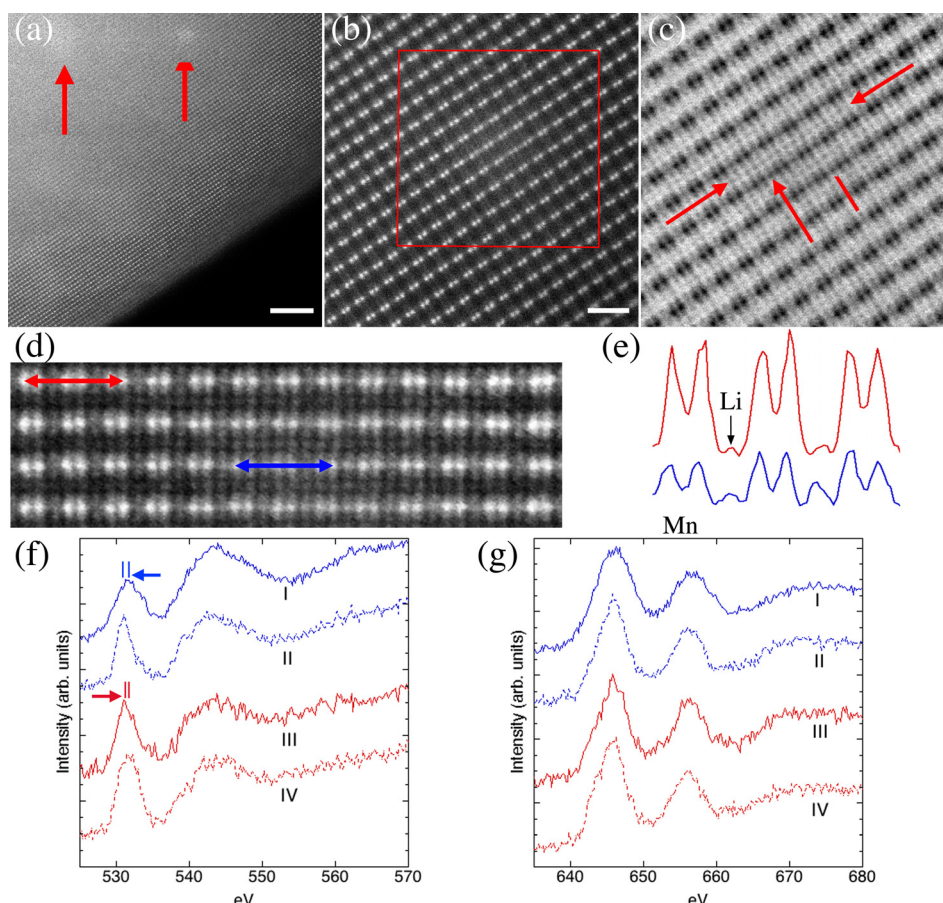 (a)
(b)
(c)
(d)
(e)
Li
Mn
(f)
Intensity (arb. units)
I
II
III
IV
530 540 550 560 570
eV
(g)
Intensity (arb. units)
I
II
III
IV
640 650 660 670 680
eV